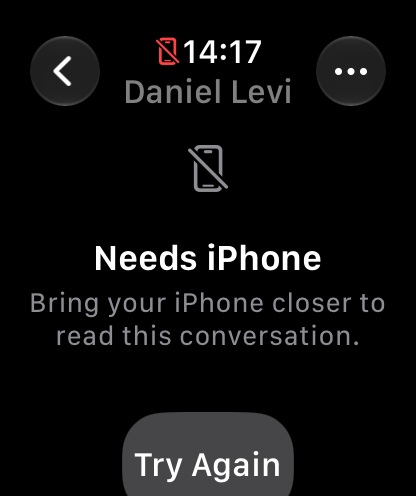 14:17
Daniel Levi
Needs iPhone
Bring your iPhone closer to
read this conversation.
Try Again